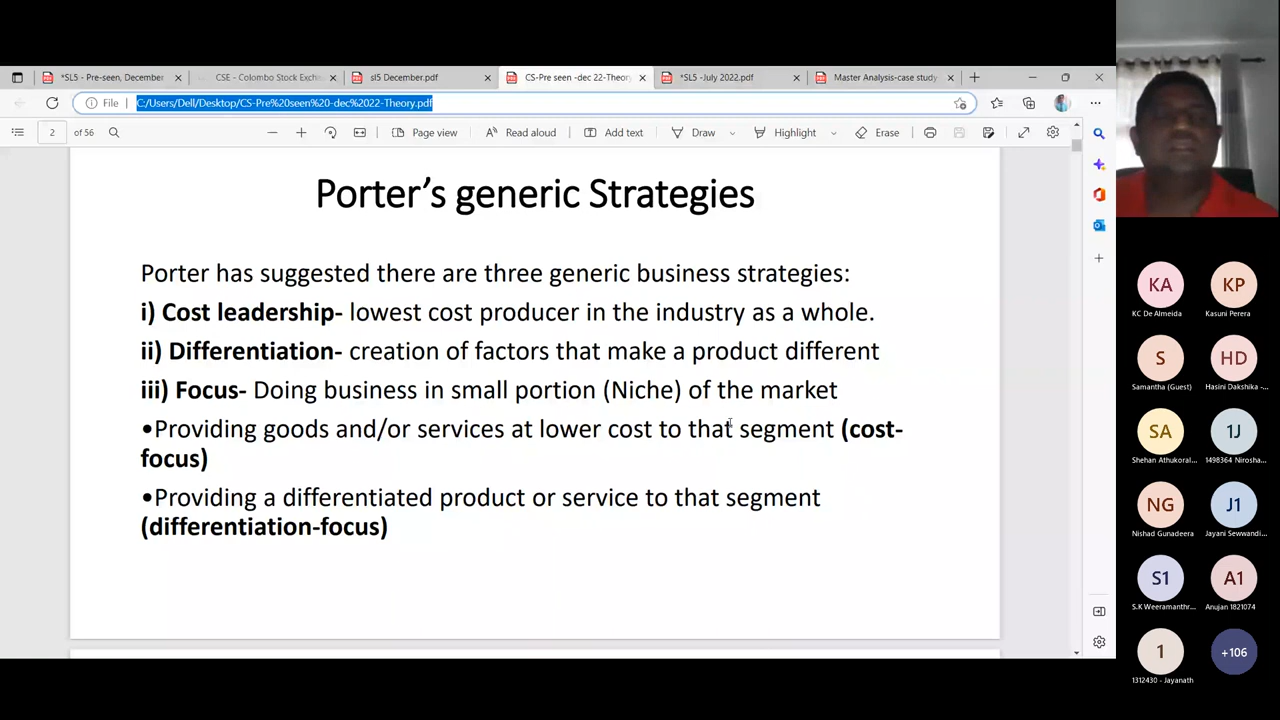 *SL5 - Pre-seen, December
CSE - Colombo Stock Excha
sl5 December.pdf
CS-Pre seen -dec 22-Theory
*SL5 -July 2022.pdf
Master Analysis-case study
File
C:/Users/Dell/Desktop/CS-Pre%20seen%20-dec%2022-Theory.pdf
2 of 56
Page view
Read aloud
Add text
Draw
Highlight
Erase
Porter's generic Strategies
Porter has suggested there are three generic business strategies:
i) Cost leadership- lowest cost producer in the industry as a whole.
ii) Differentiation- creation of factors that make a product different
iii) Focus- Doing business in small portion (Niche) of the market
•Providing goods and/or services at lower cost to that segment (cost-
focus)
•Providing a differentiated product or service to that segment
(differentiation-focus)
KA
KP
KC De Almeida
Kasuni Perera
S
HD
Samantha (Guest)
Hasini Dakshika -...
SA
1J
Shehan Athukoral...
1498364 Nirosha...
NG
J1
Nishad Gunadeera
Jayani Sewwandi...
S1
A1
S.K Weeramanthr...
Anujan 1821074
1
+106
1312430 - Jayanath